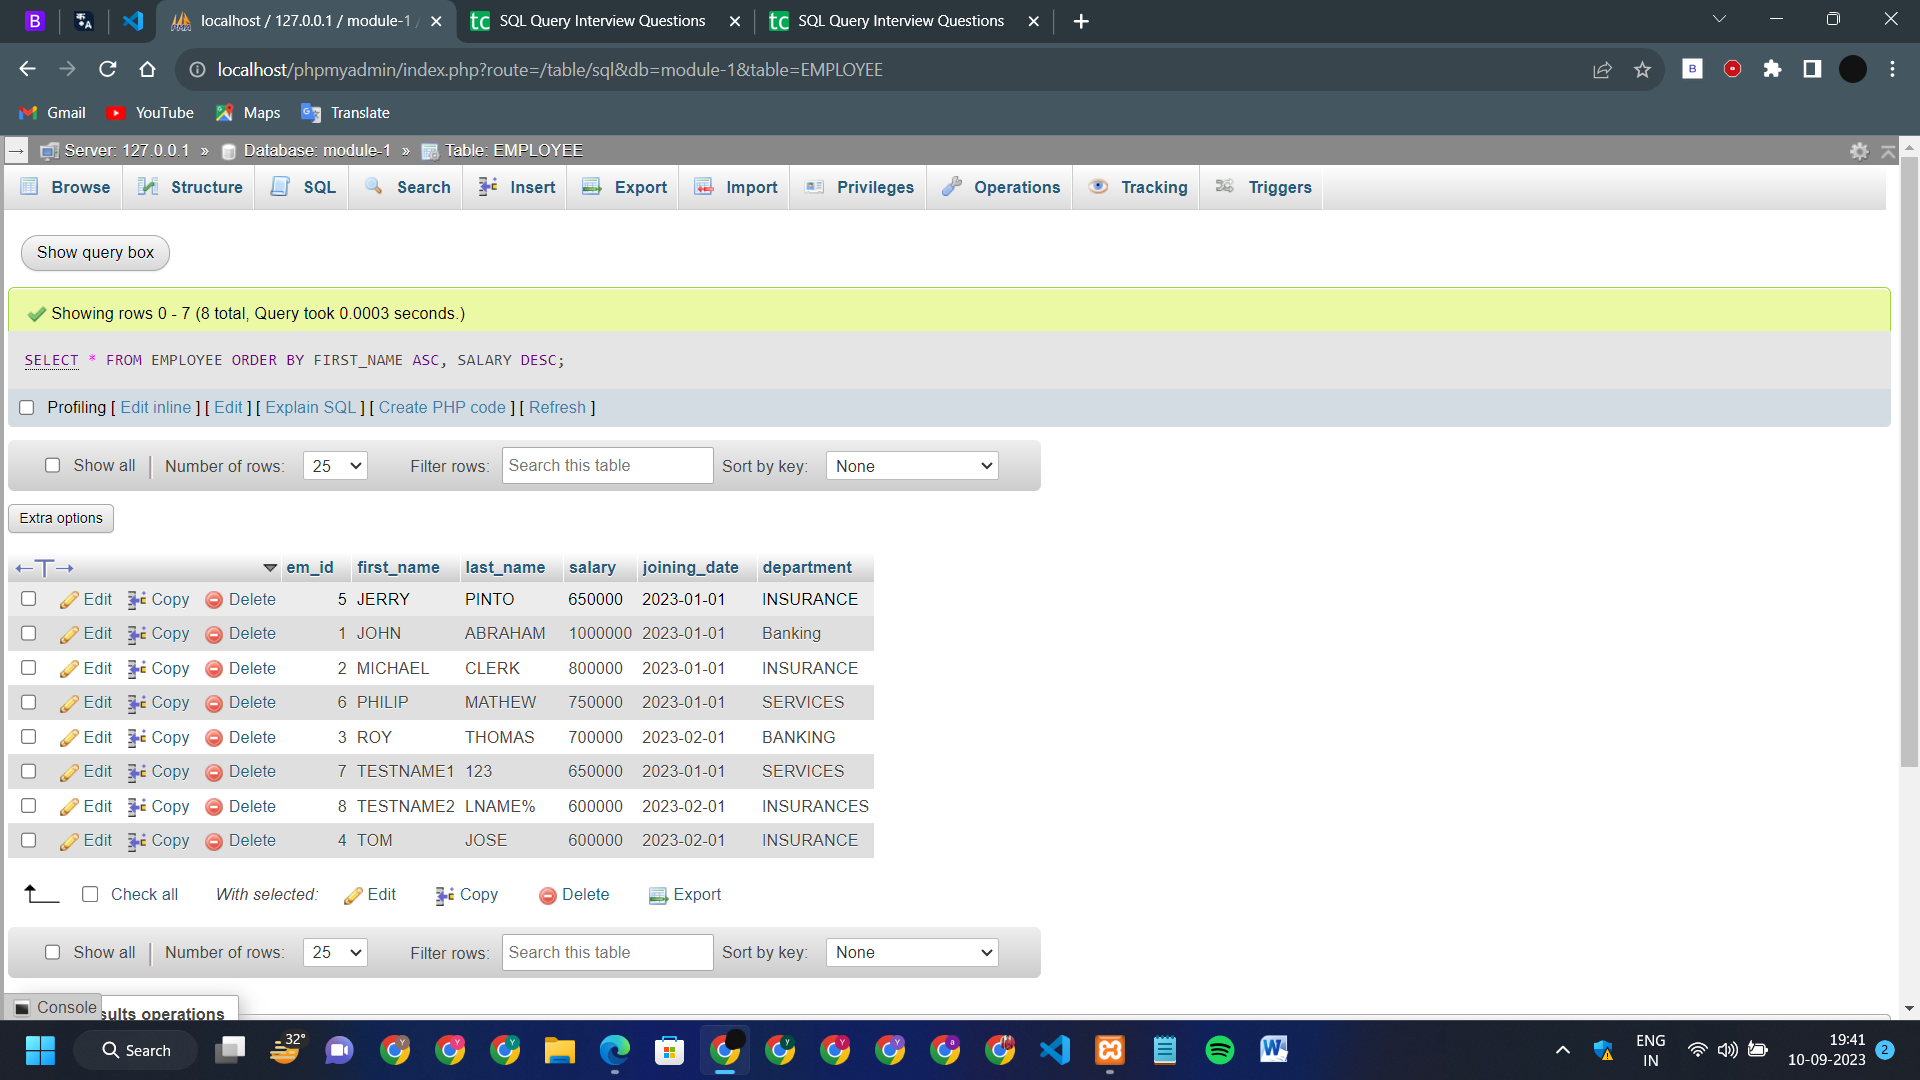 localhost / 127.0.0.1 / module-1 /
SQL Query Interview Questions
SQL Query Interview Questions
localhost/phpmyadmin/index.php?route=/table/sql&db=module-1&table=EMPLOYEE
Gmail YouTube Maps Translate
Server: 127.0.0.1 » Database: module-1 » Table: EMPLOYEE
Browse Structure SQL Search Insert Export Import Privileges Operations Tracking Triggers
Show query box
Showing rows 0 - 7 (8 total, Query took 0.0003 seconds.)
SELECT * FROM EMPLOYEE ORDER BY FIRST_NAME ASC, SALARY DESC;
Profiling [ Edit inline ] [ Edit ] [ Explain SQL ] [ Create PHP code ] [ Refresh ]
Show all | Number of rows: 25 Filter rows: Search this table Sort by key: None
Extra options
←T→ em_id first_name last_name salary joining_date department
Edit Copy Delete 5 JERRY PINTO 650000 2023-01-01 INSURANCE
Edit Copy Delete 1 JOHN ABRAHAM 1000000 2023-01-01 Banking
Edit Copy Delete 2 MICHAEL CLERK 800000 2023-01-01 INSURANCE
Edit Copy Delete 6 PHILIP MATHEW 750000 2023-01-01 SERVICES
Edit Copy Delete 3 ROY THOMAS 700000 2023-02-01 BANKING
Edit Copy Delete 7 TESTNAME1 123 650000 2023-01-01 SERVICES
Edit Copy Delete 8 TESTNAME2 LNAME% 600000 2023-02-01 INSURANCES
Edit Copy Delete 4 TOM JOSE 600000 2023-02-01 INSURANCE
Check all With selected: Edit Copy Delete Export
Show all | Number of rows: 25 Filter rows: Search this table Sort by key: None
Console sults operations
Search
32°
ENG
IN
19:41
10-09-2023
2